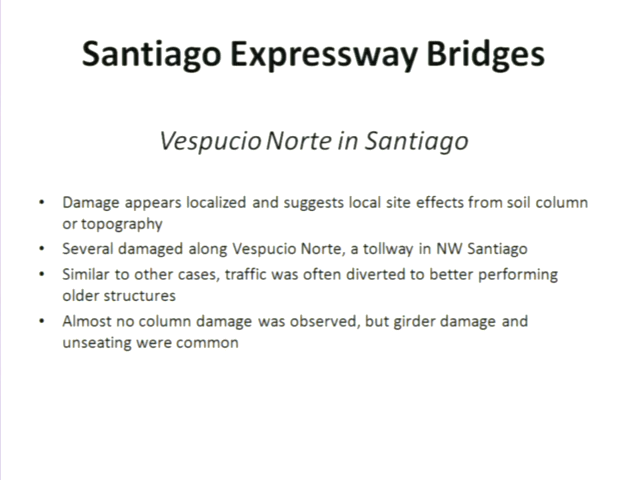 Santiago Expressway Bridges
Vespucio Norte in Santiago
• Damage appears localized and suggests local site effects from soil column
or topography
• Several damaged along Vespucio Norte, a tollway in NW Santiago
• Similar to other cases, traffic was often diverted to better performing
older structures
• Almost no column damage was observed, but girder damage and
unseating were common